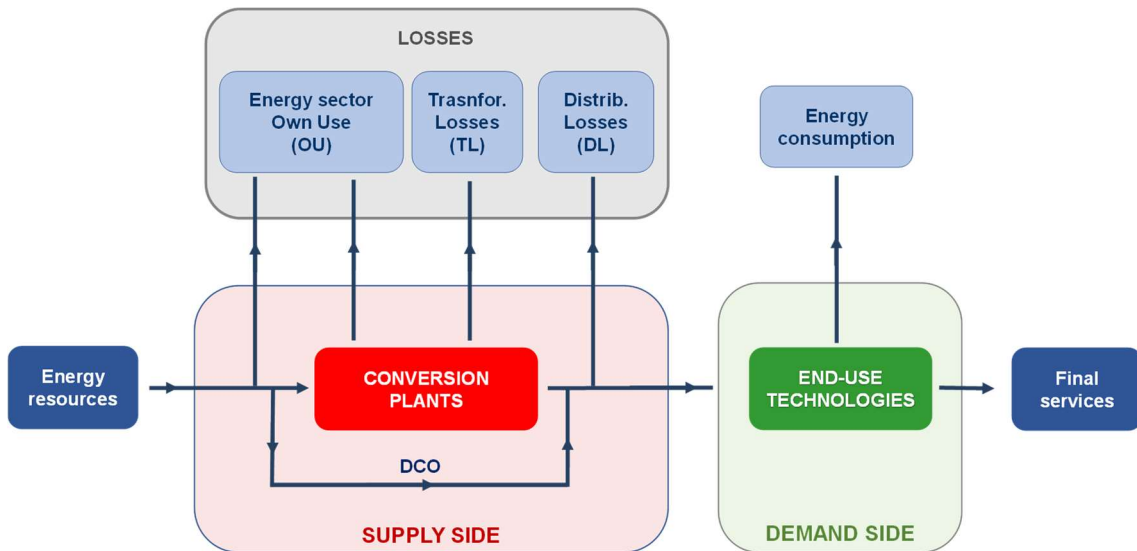 LOSSES
Energy sector
Own Use
(OU)
Trasnfor.
Losses
(TL)
Distrib.
Losses
(DL)
Energy
consumption
Energy
resources
CONVERSION
PLANTS
END-USE
TECHNOLOGIES
Final
services
DCO
SUPPLY SIDE
DEMAND SIDE